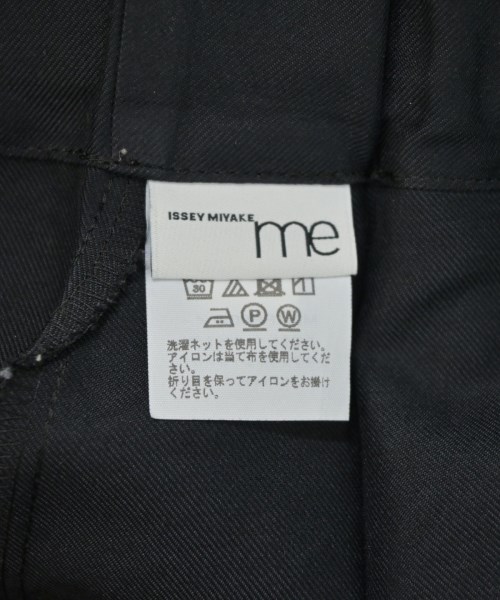 ISSEY MIYAKE me
30
P W
洗濯ネットを使用してください。
アイロンは当て布を使用してください。
折り目を保ってアイロンをお掛け
ください。